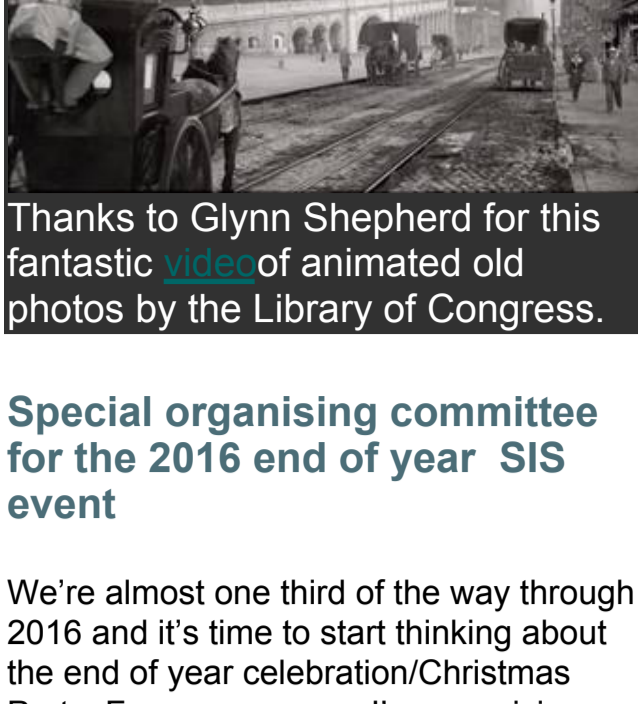 Thanks to Glynn Shepherd for this
fantastic videoof animated old
photos by the Library of Congress.
Special organising committee
for the 2016 end of year  SIS
event
We’re almost one third of the way through
2016 and it’s time to start thinking about
the end of year celebration/Christmas